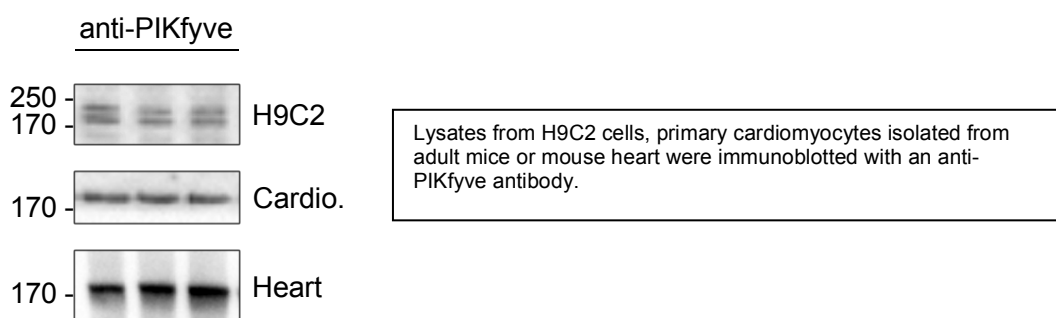 anti-PIKfyve
250 -
170 -
H9C2
170 -
Cardio.
170 -
Heart
Lysates from H9C2 cells, primary cardiomyocytes isolated from
adult mice or mouse heart were immunoblotted with an anti-
PIKfyve antibody.